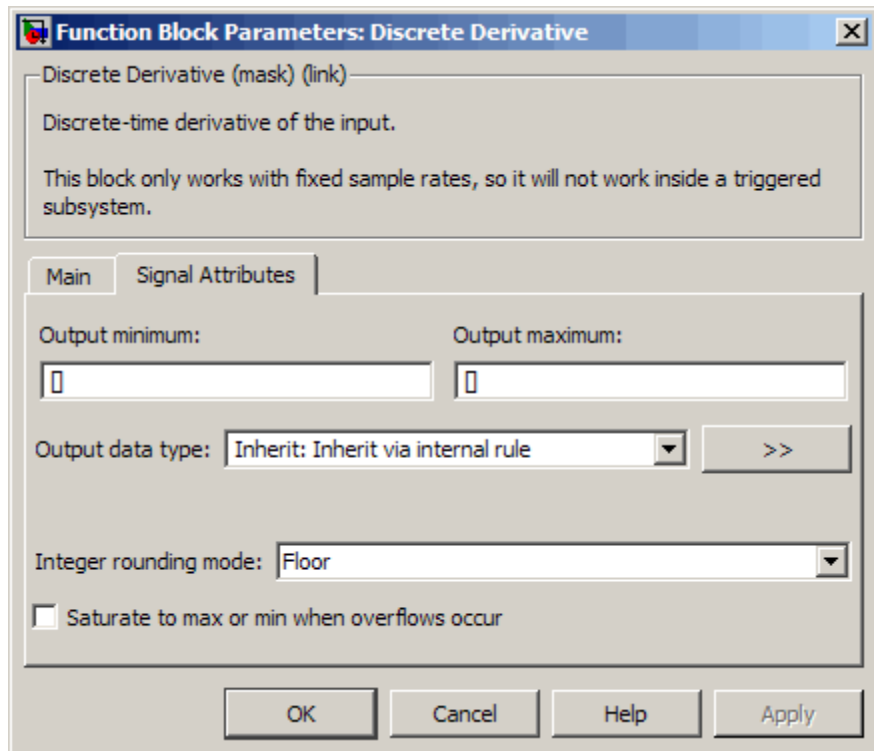 Function Block Parameters: Discrete Derivative
Discrete Derivative (mask) (link)
Discrete-time derivative of the input.
This block only works with fixed sample rates, so it will not work inside a triggered
subsystem.
Main Signal Attributes
Output minimum: Output maximum:
[] []
Output data type: Inherit: Inherit via internal rule >>
Integer rounding mode: Floor
Saturate to max or min when overflows occur
OK Cancel Help Apply